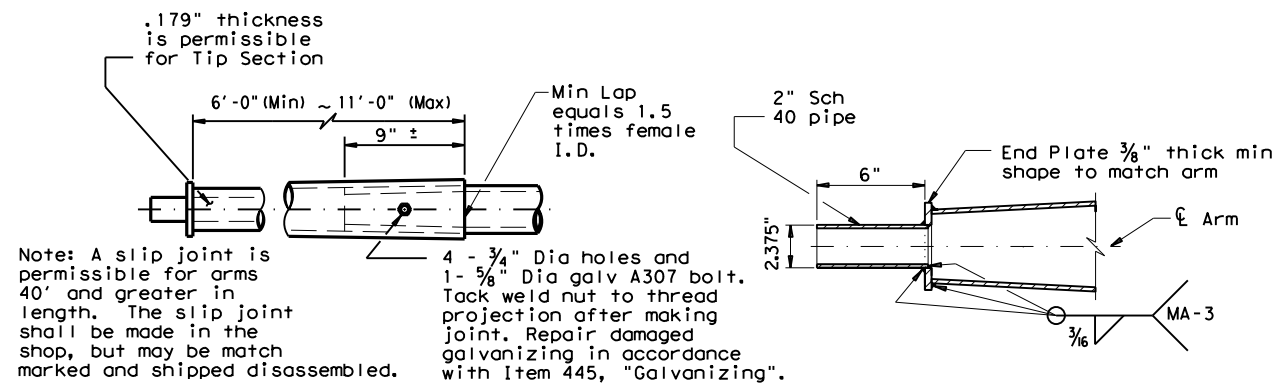 .179" thickness
is permissible
for Tip Section
6'-0" (Min) ~ 11'-0" (Max)
9" ±
Min Lap
equals 1.5
times female
I.D.
Note: A slip joint is
permissible for arms
40' and greater in
length. The slip joint
shall be made in the
shop, but may be match
marked and shipped disassembled.
4 - 3/4" Dia holes and
1- 5/8" Dia galv A307 bolt.
Tack weld nut to thread
projection after making
joint. Repair damaged
galvanizing in accordance
with Item 445, "Galvanizing".
2" Sch
40 pipe
6"
2.375"
End Plate 3/8" thick min
shape to match arm
℄ Arm
3/16
MA-3